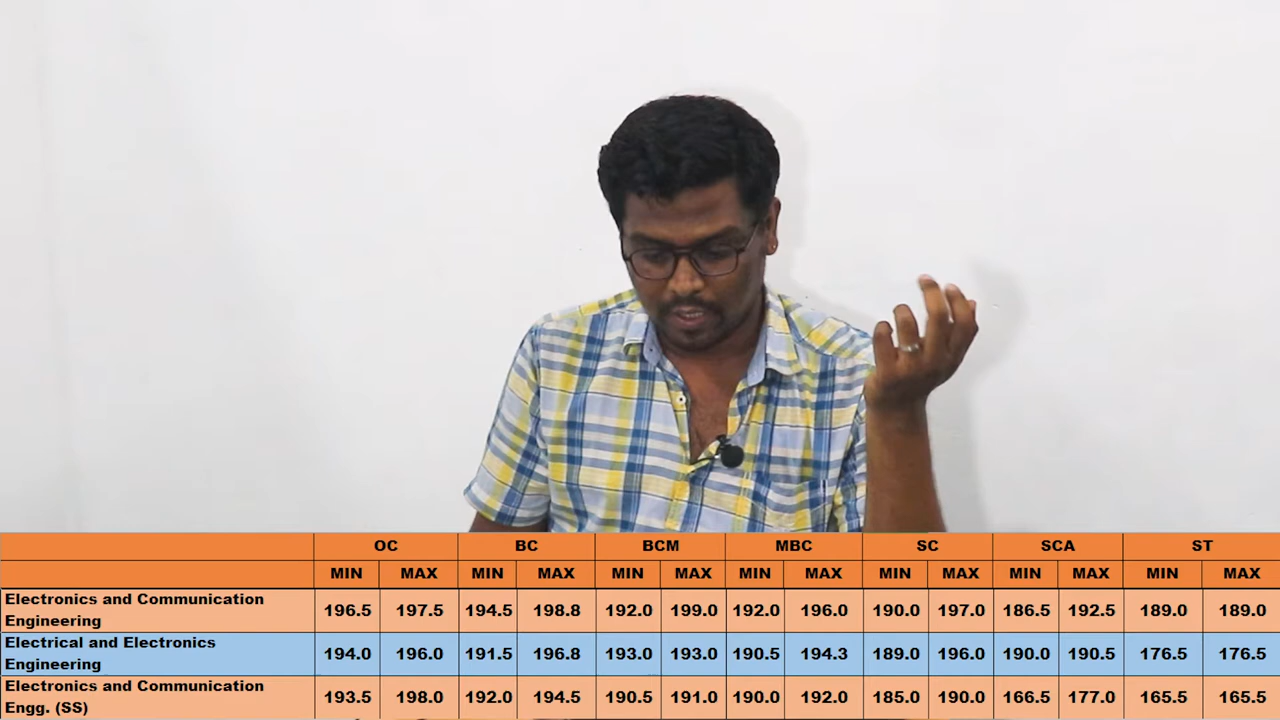 OC BC BCM MBC SC SCA ST
MIN MAX MIN MAX MIN MAX MIN MAX MIN MAX MIN MAX MIN MAX
Electronics and Communication
Engineering 196.5 197.5 194.5 198.8 192.0 199.0 192.0 196.0 190.0 197.0 186.5 192.5 189.0 189.0
Electrical and Electronics
Engineering 194.0 196.0 191.5 196.8 193.0 193.0 190.5 194.3 189.0 196.0 190.0 190.5 176.5 176.5
Electronics and Communication
Engg. (SS) 193.5 198.0 192.0 194.5 190.5 191.0 190.0 192.0 185.0 190.0 166.5 177.0 165.5 165.5